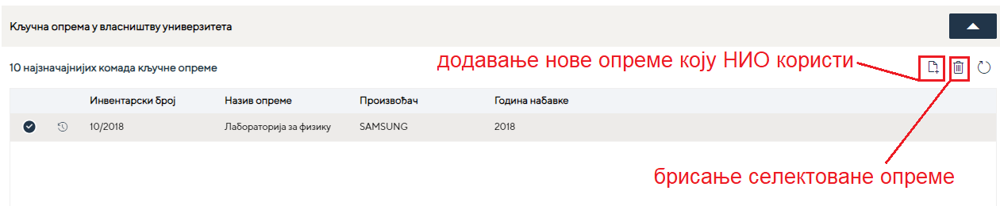 Кључна опрема у власништву универзитета
додавање нове опреме коју НИО користи
10 најзначајнијих комада кључне опреме
Инвентарски број Назив опреме Произвођач Година набавке
10/2018 Лабораторија за физику SAMSUNG 2018
брисање селектоване опреме